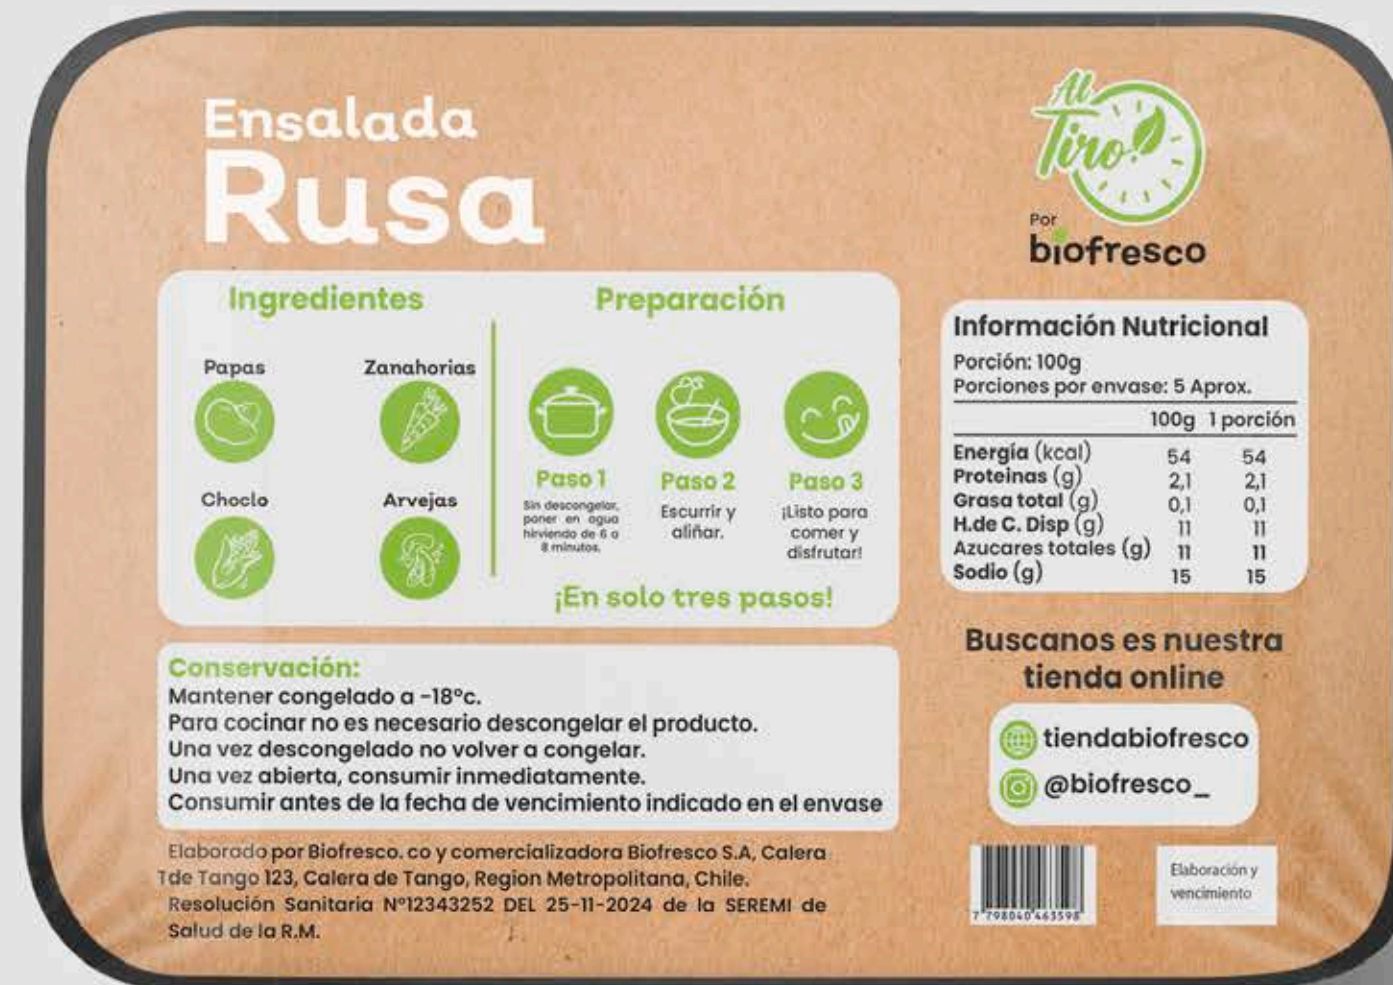 Ensalada
Rusa
Al
Tiro!
Por
biofresco
Ingredientes
Papas
Zanahorias
Choclo
Arvejas
Preparación
Paso 1
Sin descongelar,
poner en agua
hirviendo de 6 a
8 minutos.
Paso 2
Escurrir y
aliñar.
Paso 3
¡Listo para
comer y
disfrutar!
¡En solo tres pasos!
Información Nutricional
Porción: 100g
Porciones por envase: 5 Aprox.
100g 1 porción
Energía (kcal) 54 54
Proteinas (g) 2,1 2,1
Grasa total (g) 0,1 0,1
H.de C. Disp (g) 11 11
Azucares totales (g) 11 11
Sodio (g) 15 15
Conservación:
Mantener congelado a -18°c.
Para cocinar no es necesario descongelar el producto.
Una vez descongelado no volver a congelar.
Una vez abierta, consumir inmediatamente.
Consumir antes de la fecha de vencimiento indicado en el envase
Buscanos es nuestra
tienda online
tiendabiofresco
@biofresco_
Elaborado por Biofresco. co y comercializadora Biofresco S.A, Calera
1de Tango 123, Calera de Tango, Region Metropolitana, Chile.
Resolución Sanitaria N°12343252 DEL 25-11-2024 de la SEREMI de
Salud de la R.M.
7 798040 463598
Elaboración y
vencimiento